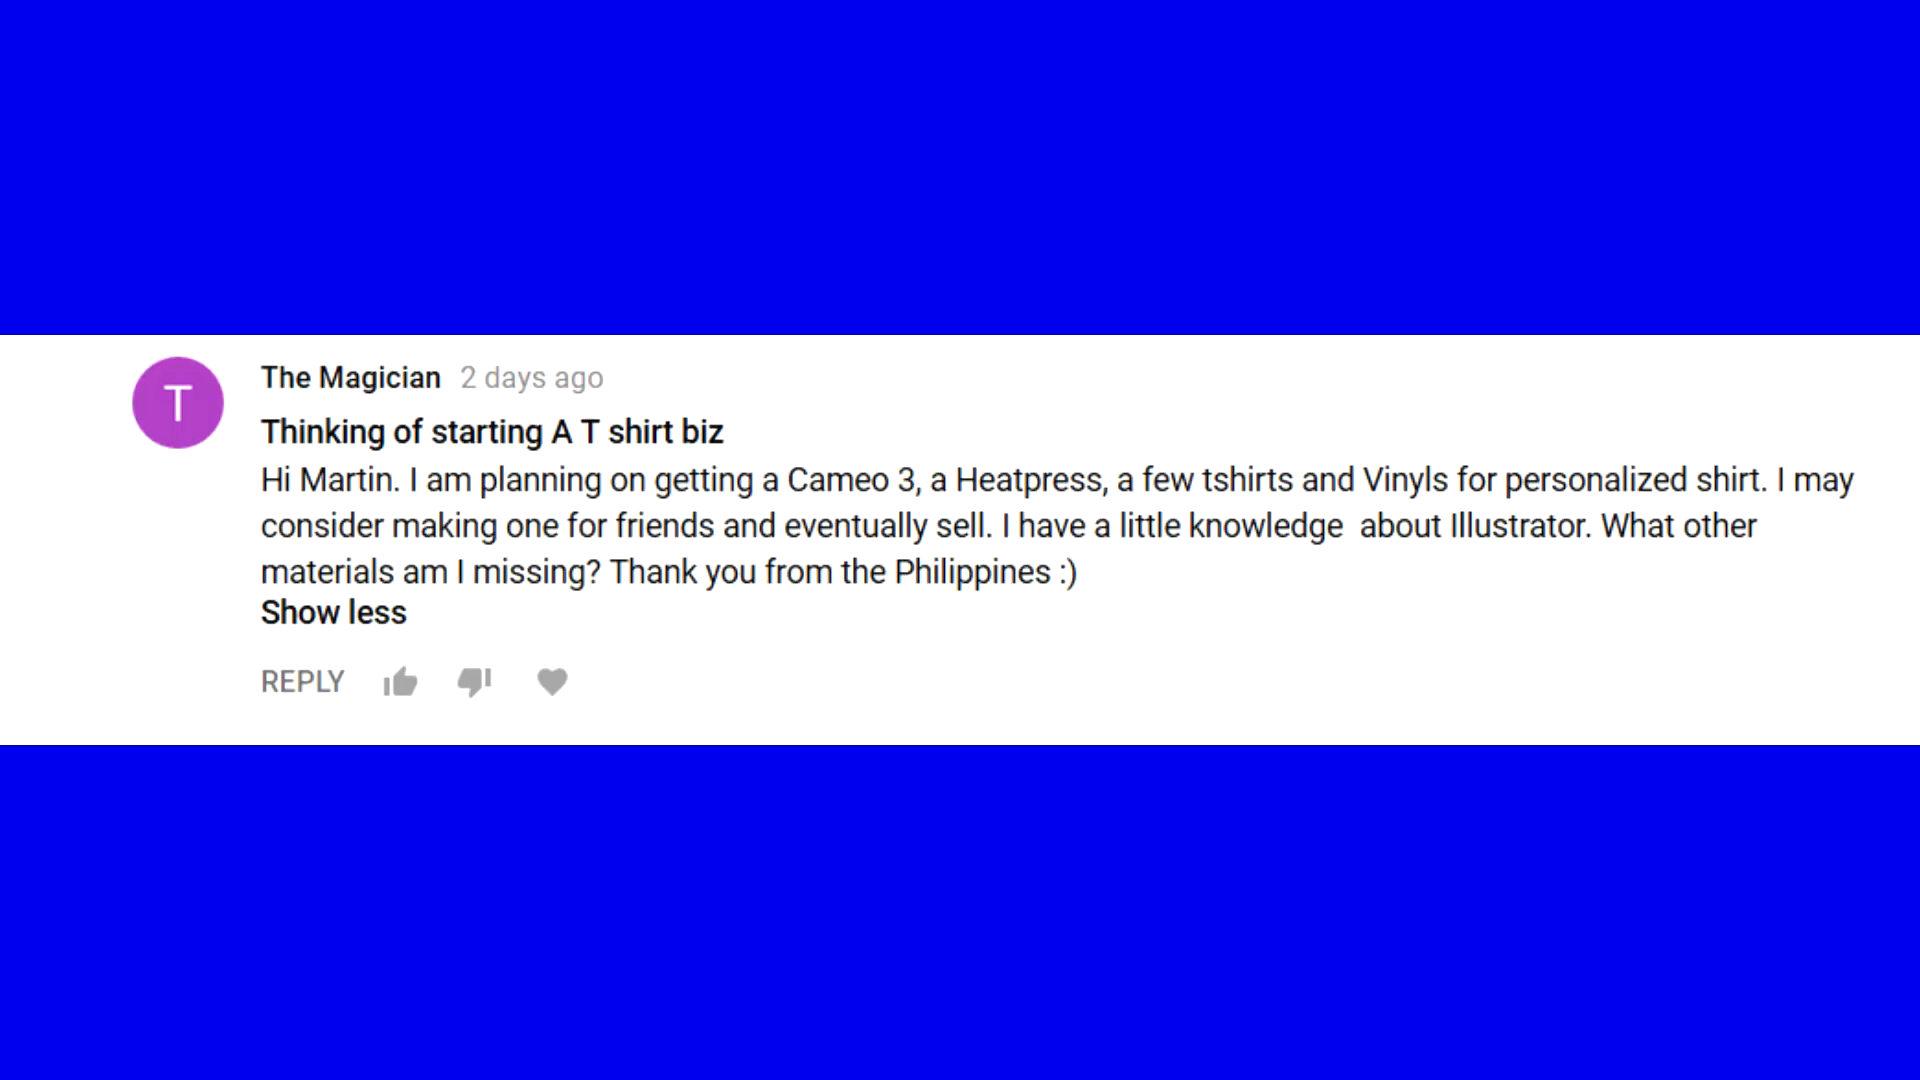 T
The Magician 2 days ago
Thinking of starting A T shirt biz
Hi Martin. I am planning on getting a Cameo 3, a Heatpress, a few tshirts and Vinyls for personalized shirt. I may
consider making one for friends and eventually sell. I have a little knowledge  about Illustrator. What other
materials am I missing? Thank you from the Philippines :)
Show less
REPLY